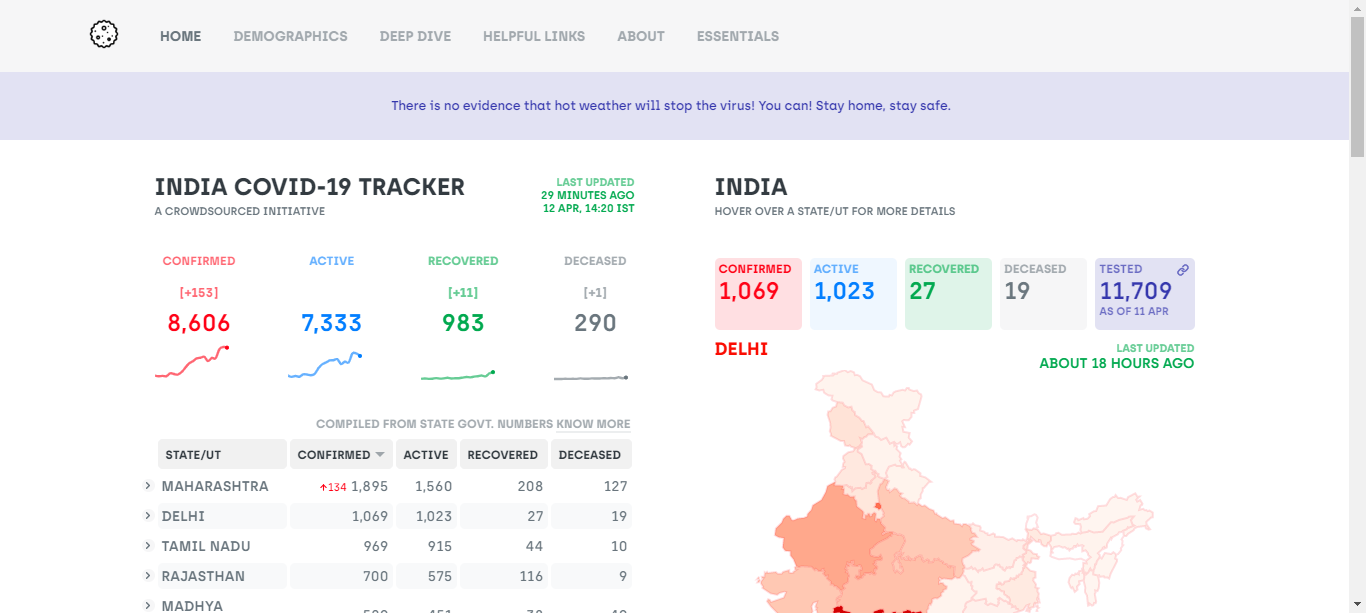 HOME DEMOGRAPHICS DEEP DIVE HELPFUL LINKS ABOUT ESSENTIALS
There is no evidence that hot weather will stop the virus! You can! Stay home, stay safe.
INDIA COVID-19 TRACKER
A CROWDSOURCED INITIATIVE
LAST UPDATED
29 MINUTES AGO
12 APR, 14:20 IST
CONFIRMED ACTIVE RECOVERED DECEASED
[+153] [+11] [+1]
8,606 7,333 983 290
COMPILED FROM STATE GOVT. NUMBERS KNOW MORE
STATE/UT CONFIRMED ACTIVE RECOVERED DECEASED
MAHARASHTRA ↑134 1,895 1,560 208 127
DELHI 1,069 1,023 27 19
TAMIL NADU 969 915 44 10
RAJASTHAN 700 575 116 9
MADHYA
INDIA
HOVER OVER A STATE/UT FOR MORE DETAILS
CONFIRMED ACTIVE RECOVERED DECEASED TESTED
1,069 1,023 27 19 11,709
AS OF 11 APR
DELHI
LAST UPDATED
ABOUT 18 HOURS AGO